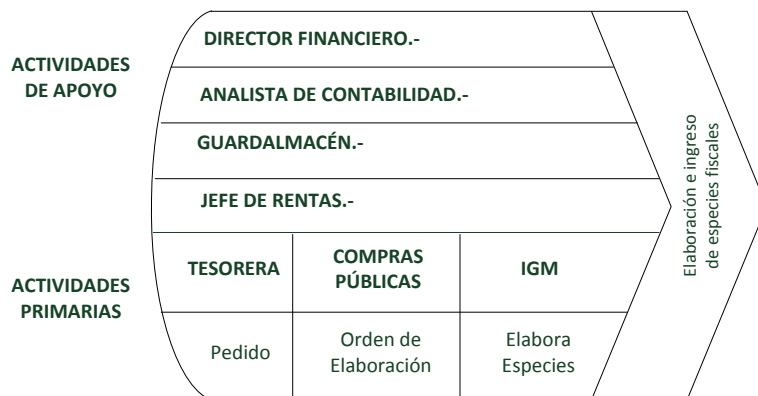 ACTIVIDADES
DE APOYO
DIRECTOR FINANCIERO.-
ANALISTA DE CONTABILIDAD.-
GUARDALMACÉN.-
JEFE DE RENTAS.-
ACTIVIDADES
PRIMARIAS
TESORERA
COMPRAS
PÚBLICAS
IGM
Pedido
Orden de
Elaboración
Elabora
Especies
Elaboración e ingreso
de especies fiscales